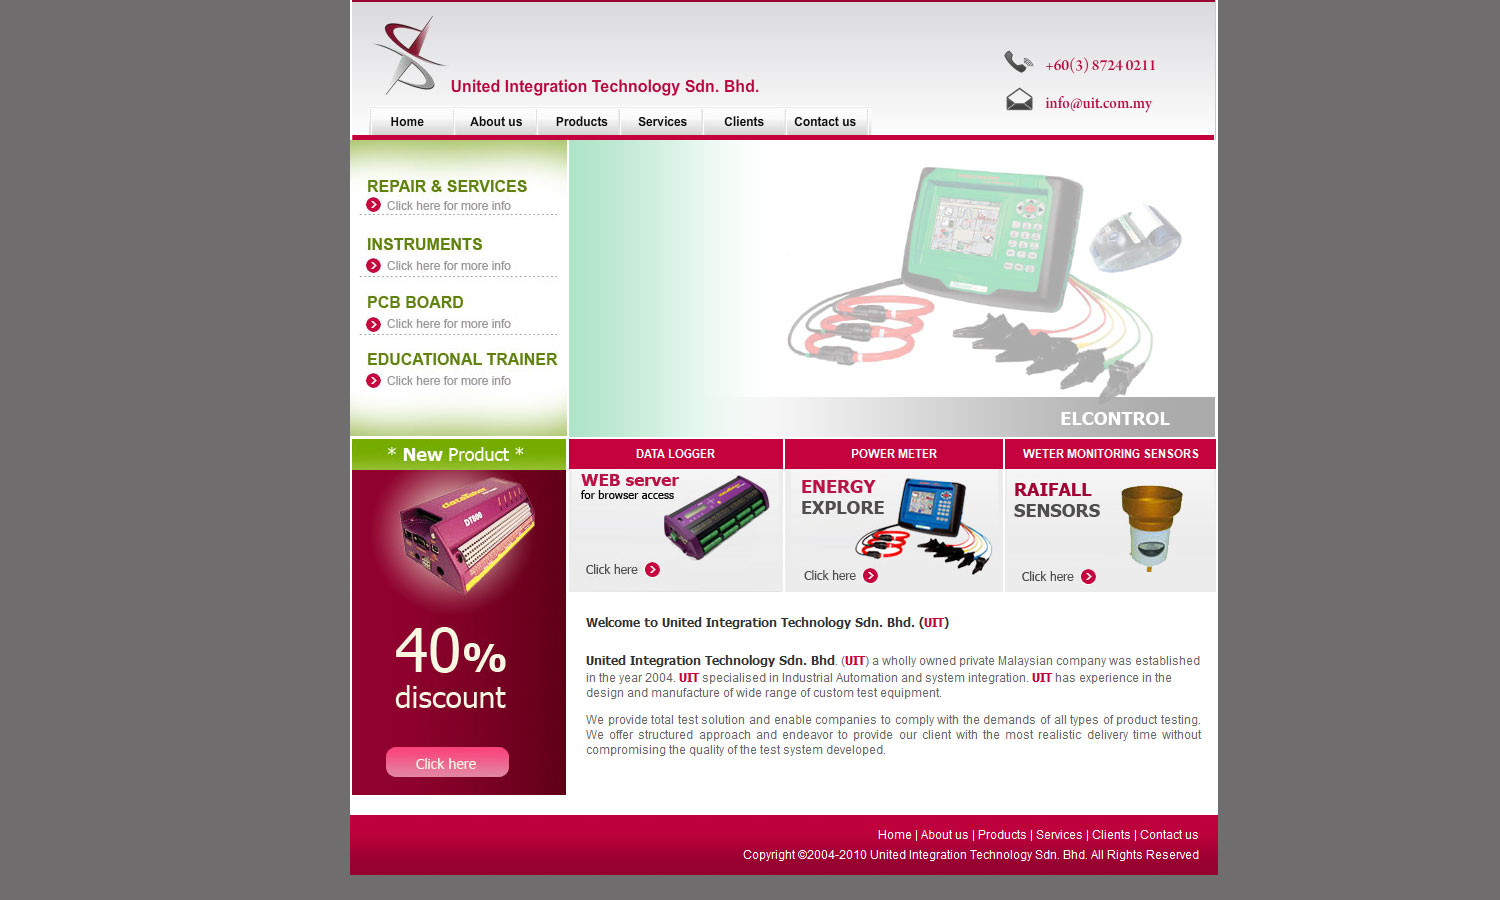 United Integration Technology Sdn. Bhd.
+60(3) 8724 0211
info@uit.com.my
Home About us Products Services Clients Contact us
REPAIR & SERVICES
Click here for more info
INSTRUMENTS
Click here for more info
PCB BOARD
Click here for more info
EDUCATIONAL TRAINER
Click here for more info
ELCONTROL
* New Product *
dataTaker
DT800
40%
discount
Click here
DATA LOGGER
WEB server
for browser access
Click here
POWER METER
ENERGY
EXPLORE
Click here
WETER MONITORING SENSORS
RAIFALL
SENSORS
Click here
Welcome to United Integration Technology Sdn. Bhd. (UIT)
United Integration Technology Sdn. Bhd. (UIT) a wholly owned private Malaysian company was established
in the year 2004. UIT specialised in Industrial Automation and system integration. UIT has experience in the
design and manufacture of wide range of custom test equipment.
We provide total test solution and enable companies to comply with the demands of all types of product testing.
We offer structured approach and endeavor to provide our client with the most realistic delivery time without
compromising the quality of the test system developed.
Home | About us | Products | Services | Clients | Contact us
Copyright ©2004-2010 United Integration Technology Sdn. Bhd. All Rights Reserved